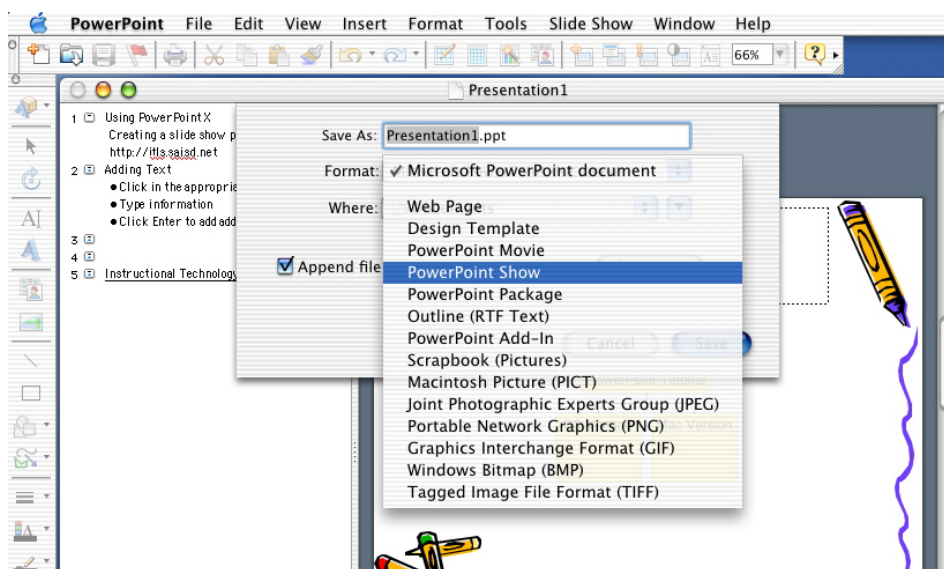 PowerPoint File Edit View Insert Format Tools Slide Show Window Help
66%
Presentation1
1 Using PowerPoint X
Creating a slide show p
http://itls.saisd.net
2 Adding Text
• Click in the appropria
• Type information
• Click Enter to add add
3
4
5 Instructional Technology
Save As: Presentation1.ppt
Format: ✓ Microsoft PowerPoint document
Where:
Web Page
Design Template
PowerPoint Movie
Append file
PowerPoint Show
PowerPoint Package
Outline (RTF Text)
PowerPoint Add-In
Cancel Save
Scrapbook (Pictures)
Macintosh Picture (PICT)
Joint Photographic Experts Group (JPEG)
Portable Network Graphics (PNG)
Mac Version
Graphics Interchange Format (GIF)
Windows Bitmap (BMP)
Tagged Image File Format (TIFF)